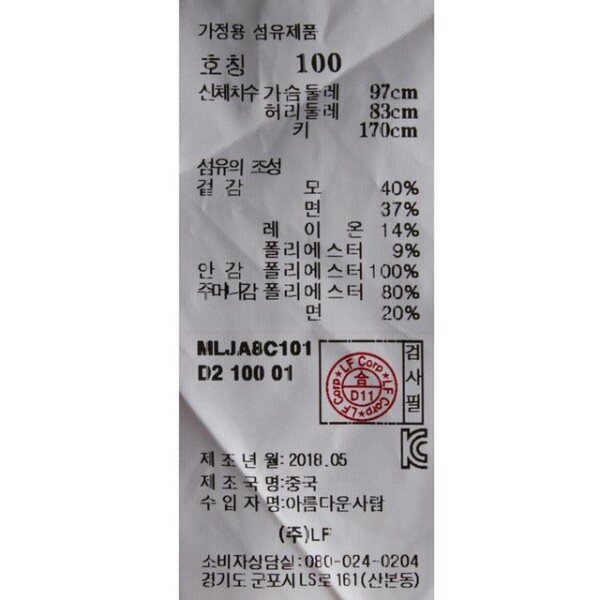 가정용 섬유제품
호칭 100
신체치수 가슴둘레 97cm
허리둘레 83cm
키 170cm
섬유의 조성
겉감 모 40%
면 37%
레이온 14%
폴리에스터 9%
안감 폴리에스터 100%
주머니감 폴리에스터 80%
면 20%
MLJA8C101
D2 100 01
LF Corp ★ LF Corp ★ LF Corp ★
合
D11
검사필
KC
제조년월: 2018.05
제조국명:중국
수입자명:아름다운사람
(주)LF
소비자상담실: 080-024-0204
경기도 군포시 LS로 161 (산본동)